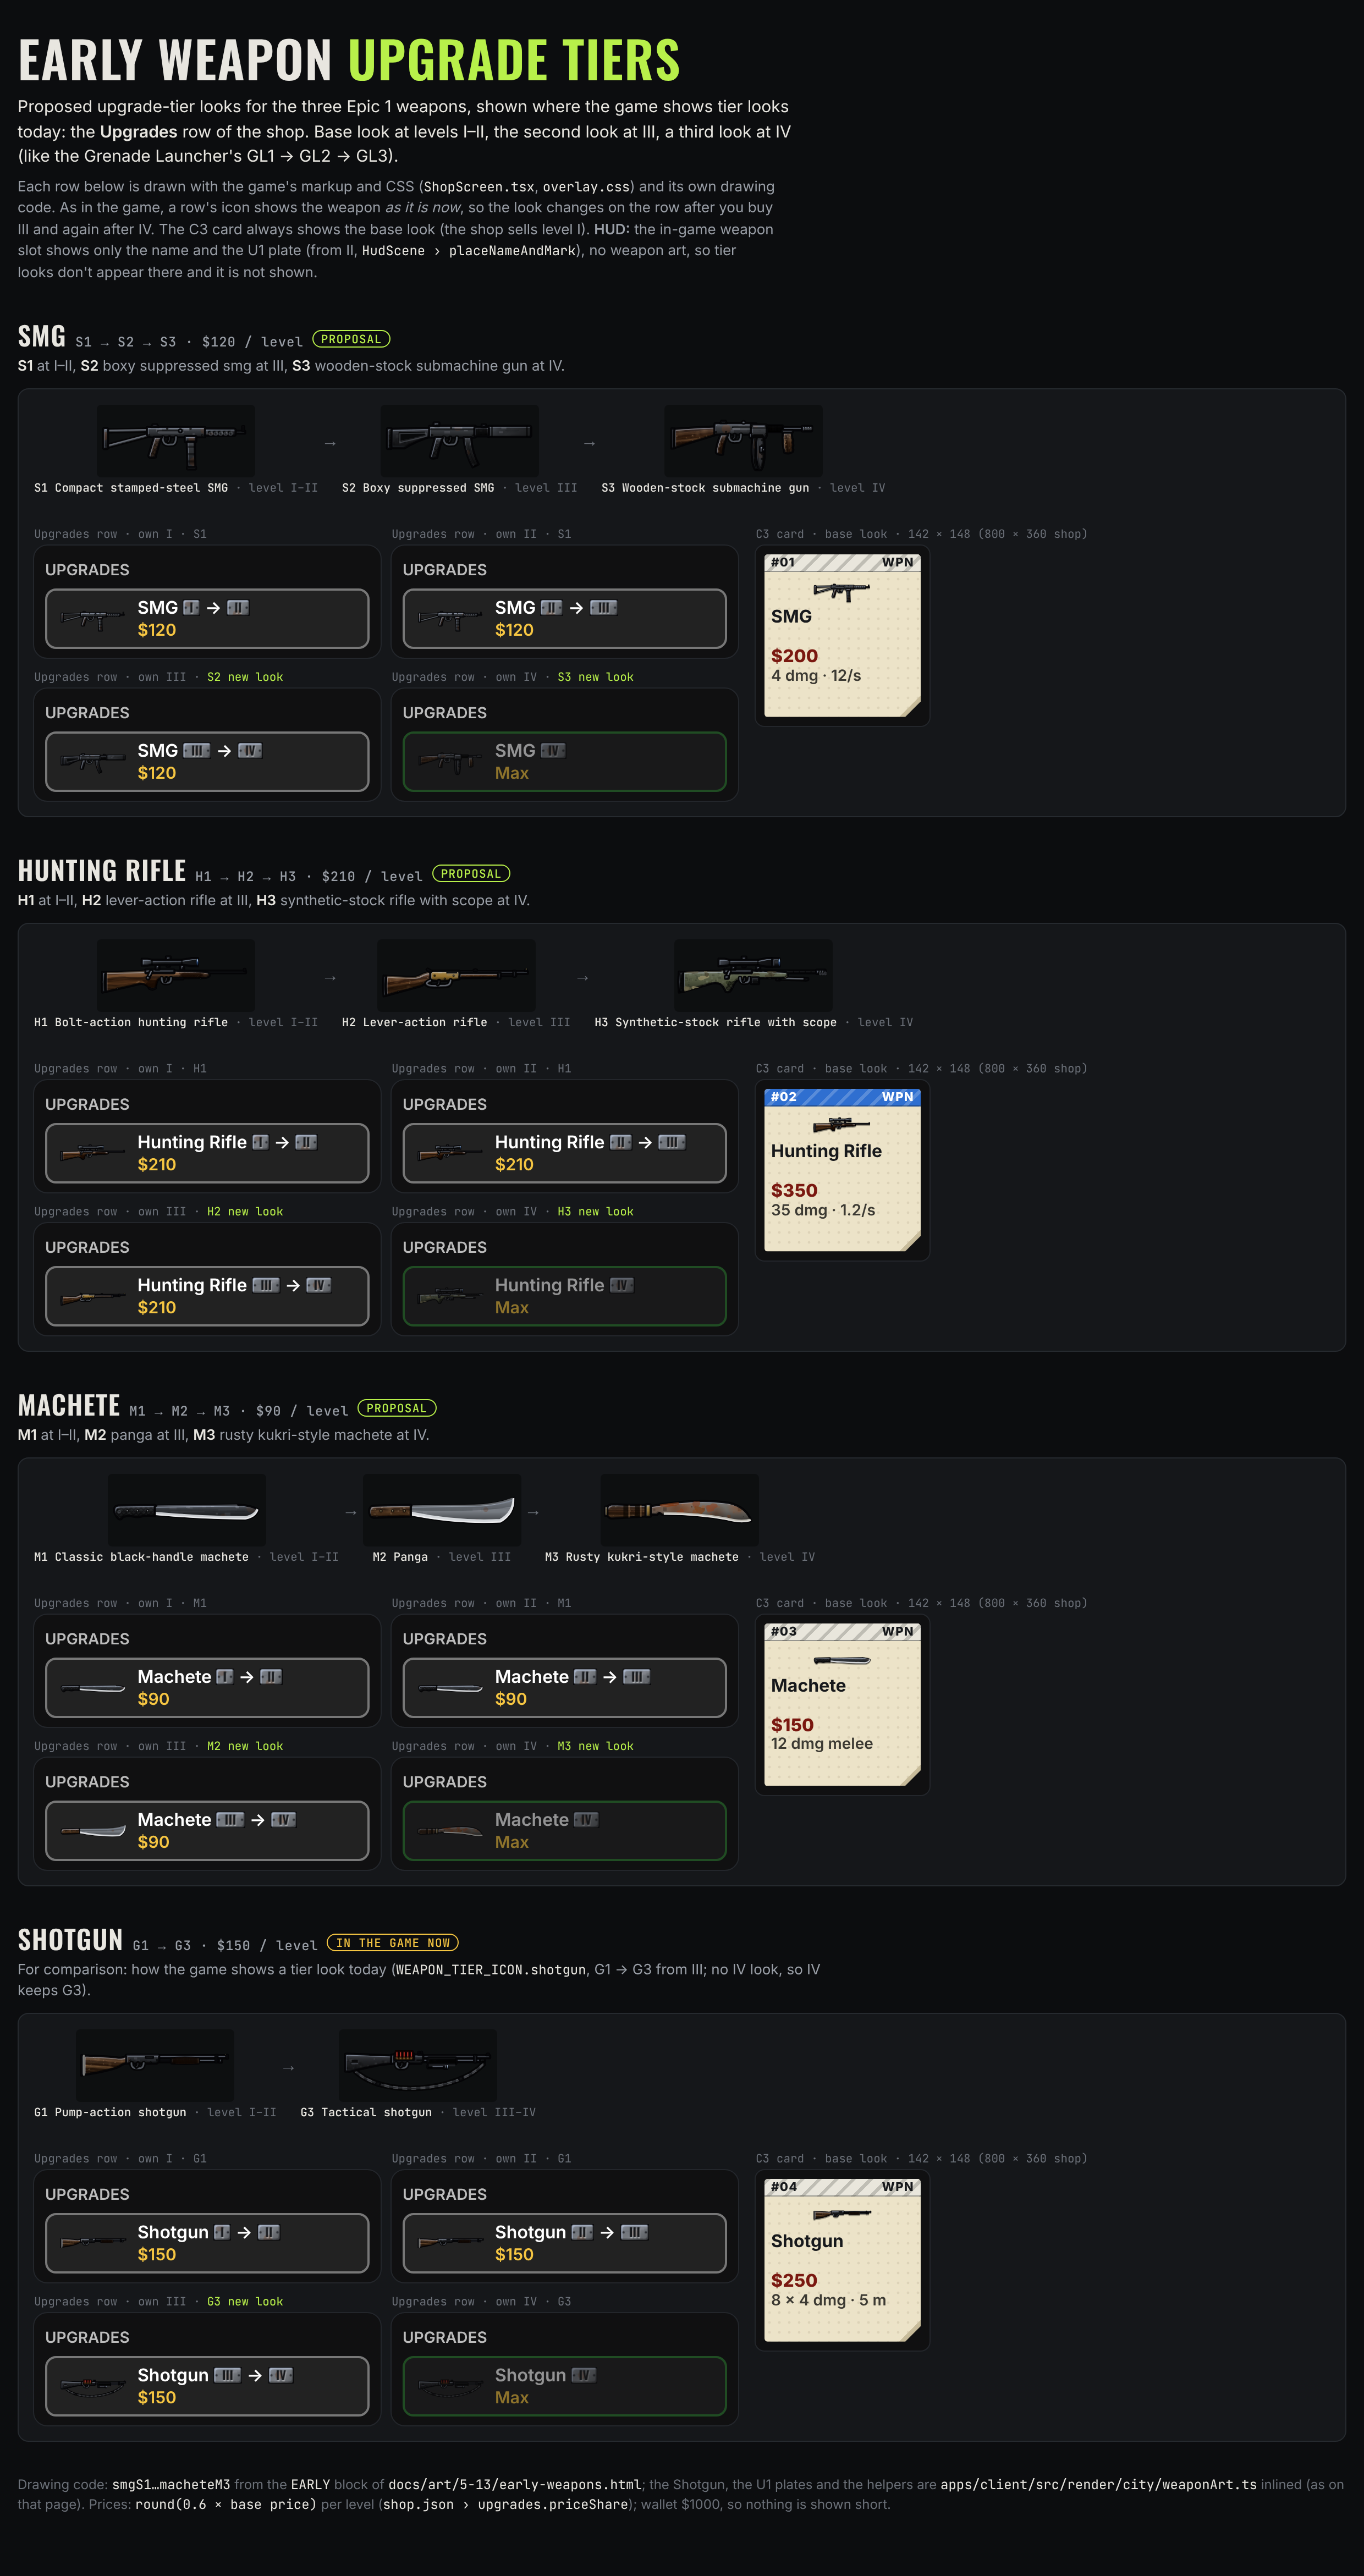 EARLY WEAPON UPGRADE TIERS
Proposed upgrade-tier looks for the three Epic 1 weapons, shown where the game shows tier looks
today: the Upgrades row of the shop. Base look at levels I–II, the second look at III, a third look at IV
(like the Grenade Launcher's GL1 → GL2 → GL3).
Each row below is drawn with the game's markup and CSS (ShopScreen.tsx, overlay.css) and its own drawing
code. As in the game, a row's icon shows the weapon as it is now, so the look changes on the row after you buy
III and again after IV. The C3 card always shows the base look (the shop sells level I). HUD: the in-game weapon
slot shows only the name and the U1 plate (from II, HudScene › placeNameAndMark), no weapon art, so tier
looks don't appear there and it is not shown.
SMG S1 → S2 → S3 · $120 / level PROPOSAL
S1 at I–II, S2 boxy suppressed smg at III, S3 wooden-stock submachine gun at IV.
→ →
S1 Compact stamped-steel SMG · level I–II S2 Boxy suppressed SMG · level III S3 Wooden-stock submachine gun · level IV
Upgrades row · own I · S1 Upgrades row · own II · S1 C3 card · base look · 142 × 148 (800 × 360 shop)
UPGRADES UPGRADES #01 WPN
SMG I → II SMG II → III SMG
$120 $120 $200
4 dmg · 12/s
Upgrades row · own III · S2 new look Upgrades row · own IV · S3 new look
UPGRADES UPGRADES
SMG III → IV SMG IV
$120 Max
HUNTING RIFLE H1 → H2 → H3 · $210 / level PROPOSAL
H1 at I–II, H2 lever-action rifle at III, H3 synthetic-stock rifle with scope at IV.
→ →
H1 Bolt-action hunting rifle · level I–II H2 Lever-action rifle · level III H3 Synthetic-stock rifle with scope · level IV
Upgrades row · own I · H1 Upgrades row · own II · H1 C3 card · base look · 142 × 148 (800 × 360 shop)
UPGRADES UPGRADES #02 WPN
Hunting Rifle I → II Hunting Rifle II → III Hunting Rifle
$210 $210 $350
35 dmg · 1.2/s
Upgrades row · own III · H2 new look Upgrades row · own IV · H3 new look
UPGRADES UPGRADES
Hunting Rifle III → IV Hunting Rifle IV
$210 Max
MACHETE M1 → M2 → M3 · $90 / level PROPOSAL
M1 at I–II, M2 panga at III, M3 rusty kukri-style machete at IV.
→ →
M1 Classic black-handle machete · level I–II M2 Panga · level III M3 Rusty kukri-style machete · level IV
Upgrades row · own I · M1 Upgrades row · own II · M1 C3 card · base look · 142 × 148 (800 × 360 shop)
UPGRADES UPGRADES #03 WPN
Machete I → II Machete II → III Machete
$90 $90 $150
12 dmg melee
Upgrades row · own III · M2 new look Upgrades row · own IV · M3 new look
UPGRADES UPGRADES
Machete III → IV Machete IV
$90 Max
SHOTGUN G1 → G3 · $150 / level IN THE GAME NOW
For comparison: how the game shows a tier look today (WEAPON_TIER_ICON.shotgun, G1 → G3 from III; no IV look, so IV
keeps G3).
→
G1 Pump-action shotgun · level I–II G3 Tactical shotgun · level III–IV
Upgrades row · own I · G1 Upgrades row · own II · G1 C3 card · base look · 142 × 148 (800 × 360 shop)
UPGRADES UPGRADES #04 WPN
Shotgun I → II Shotgun II → III Shotgun
$150 $150 $250
8 × 4 dmg · 5 m
Upgrades row · own III · G3 new look Upgrades row · own IV · G3
UPGRADES UPGRADES
Shotgun III → IV Shotgun IV
$150 Max
Drawing code: smgS1…macheteM3 from the EARLY block of docs/art/5-13/early-weapons.html; the Shotgun, the U1 plates and the helpers are apps/client/src/render/city/weaponArt.ts inlined (as on
that page). Prices: round(0.6 × base price) per level (shop.json › upgrades.priceShare); wallet $1000, so nothing is shown short.